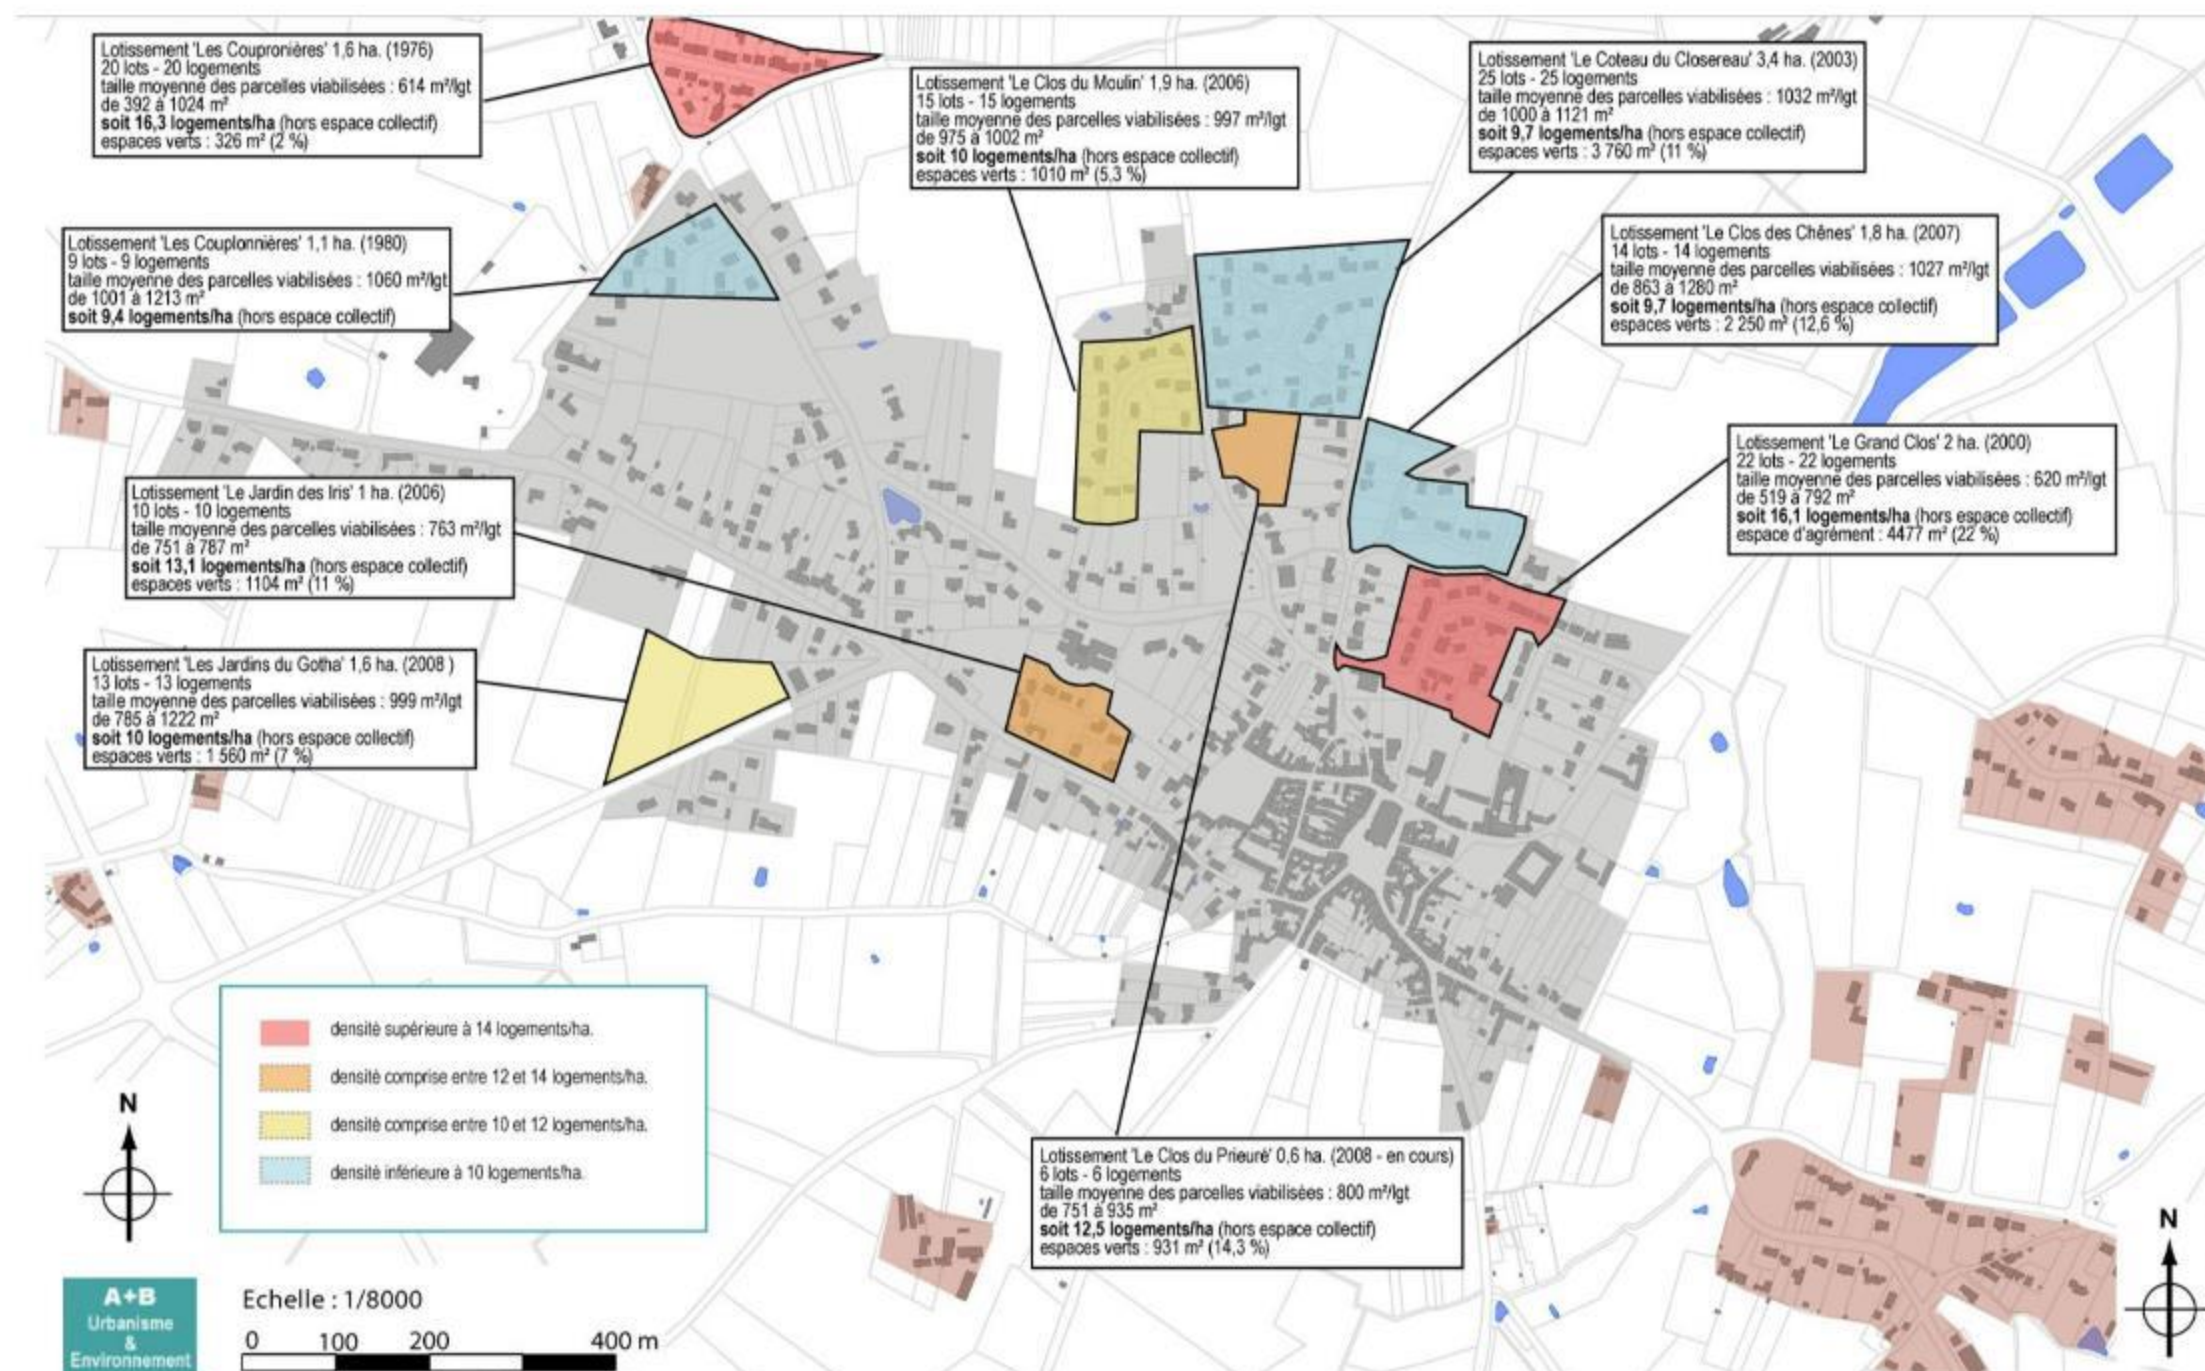 Lotissement 'Les Coupronières' 1,6 ha. (1976)
20 lots - 20 logements
taille moyenne des parcelles viabilisées : 614 m²/lgt
de 392 à 1024 m²
soit 16,3 logements/ha (hors espace collectif)
espaces verts : 326 m² (2 %)
Lotissement 'Le Clos du Moulin' 1,9 ha. (2006)
15 lots - 15 logements
taille moyenne des parcelles viabilisées : 997 m²/lgt
de 975 à 1002 m²
soit 10 logements/ha (hors espace collectif)
espaces verts : 1010 m² (5,3 %)
Lotissement 'Le Coteau du Closereau' 3,4 ha. (2003)
25 lots - 25 logements
taille moyenne des parcelles viabilisées : 1032 m²/lgt
de 1000 à 1121 m²
soit 9,7 logements/ha (hors espace collectif)
espaces verts : 3 760 m² (11 %)
Lotissement 'Les Couplonnières' 1,1 ha. (1980)
9 lots - 9 logements
taille moyenne des parcelles viabilisées : 1060 m²/lgt
de 1001 à 1213 m²
soit 9,4 logements/ha (hors espace collectif)
Lotissement 'Le Clos des Chênes' 1,8 ha. (2007)
14 lots - 14 logements
taille moyenne des parcelles viabilisées : 1027 m²/lgt
de 863 à 1280 m²
soit 9,7 logements/ha (hors espace collectif)
espaces verts : 2 250 m² (12,6 %)
Lotissement 'Le Grand Clos' 2 ha. (2000)
22 lots - 22 logements
taille moyenne des parcelles viabilisées : 620 m²/lgt
de 519 à 792 m²
soit 16,1 logements/ha (hors espace collectif)
espace d'agrément : 4477 m² (22 %)
Lotissement 'Le Jardin des Iris' 1 ha. (2006)
10 lots - 10 logements
taille moyenne des parcelles viabilisées : 763 m²/lgt
de 751 à 787 m²
soit 13,1 logements/ha (hors espace collectif)
espaces verts : 1104 m² (11 %)
Lotissement 'Les Jardins du Gotha' 1,6 ha. (2008 )
13 lots - 13 logements
taille moyenne des parcelles viabilisées : 999 m²/lgt
de 785 à 1222 m²
soit 10 logements/ha (hors espace collectif)
espaces verts : 1 560 m² (7 %)
densité supérieure à 14 logements/ha.
densité comprise entre 12 et 14 logements/ha.
densité comprise entre 10 et 12 logements/ha.
densité inférieure à 10 logements/ha.
Lotissement 'Le Clos du Prieuré' 0,6 ha. (2008 - en cours)
6 lots - 6 logements
taille moyenne des parcelles viabilisées : 800 m²/lgt
de 751 à 935 m²
soit 12,5 logements/ha (hors espace collectif)
espaces verts : 931 m² (14,3 %)
N
N
A+B
Urbanisme
&
Environnement
Echelle : 1/8000
0 100 200 400 m